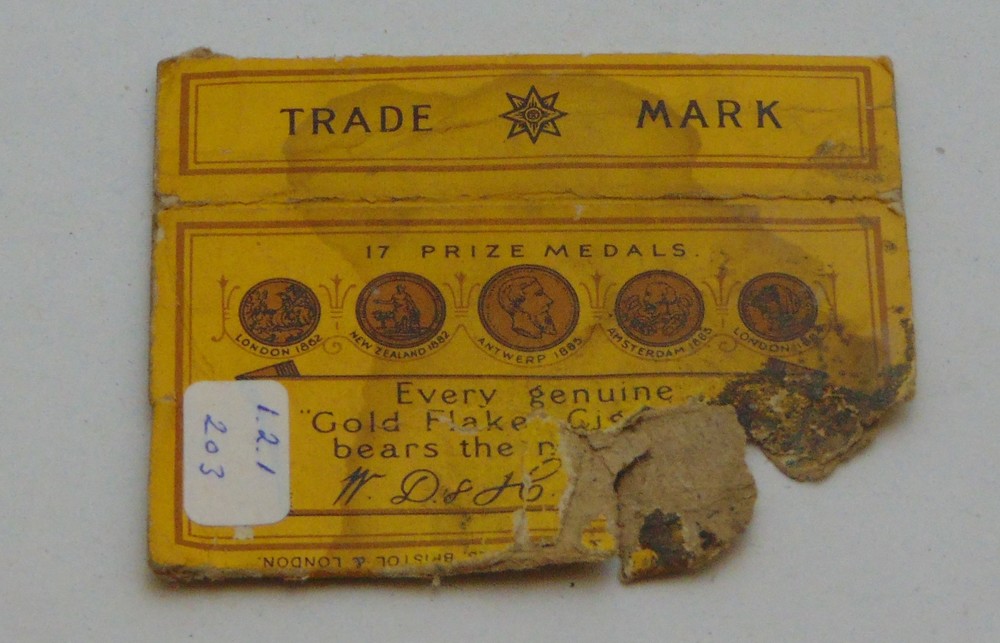 TRADE MARK
17 PRIZE MEDALS.
LONDON 1862 NEW ZEALAND 1882 ANTWERP 1885 AMSTERDAM 1883 LONDON
Every genuine
"Gold Flake
bears the
W. D. & H. O.
BRISTOL & LONDON.
1.2.1
203